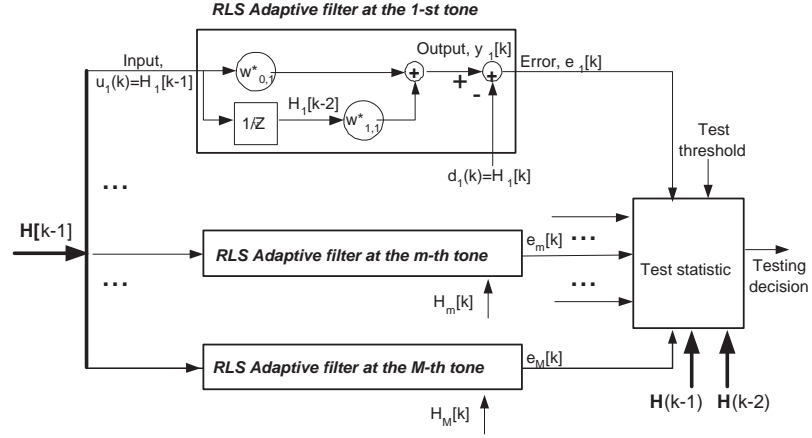 RLS Adaptive filter at the 1-st tone
Input,
u1(k)=H1[k-1]
w*0,1
Output, y1[k]
+
+
+
-
Error, e1[k]
1/Z
H1[k-2]
w*1,1
d1(k)=H1[k]
Test
threshold
...
H[k-1]
RLS Adaptive filter at the m-th tone
em[k]
...
Hm[k]
...
...
Test statistic
Testing
decision
RLS Adaptive filter at the M-th tone
eM[k]
HM[k]
H(k-1)
H(k-2)